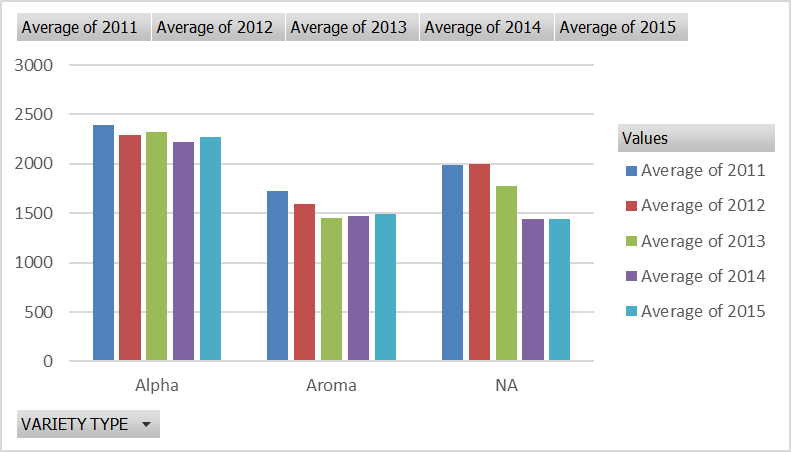 Average of 2011 Average of 2012 Average of 2013 Average of 2014 Average of 2015
3000
2500
2000
1500
1000
500
0
Alpha Aroma NA
Values
Average of 2011
Average of 2012
Average of 2013
Average of 2014
Average of 2015
VARIETY TYPE